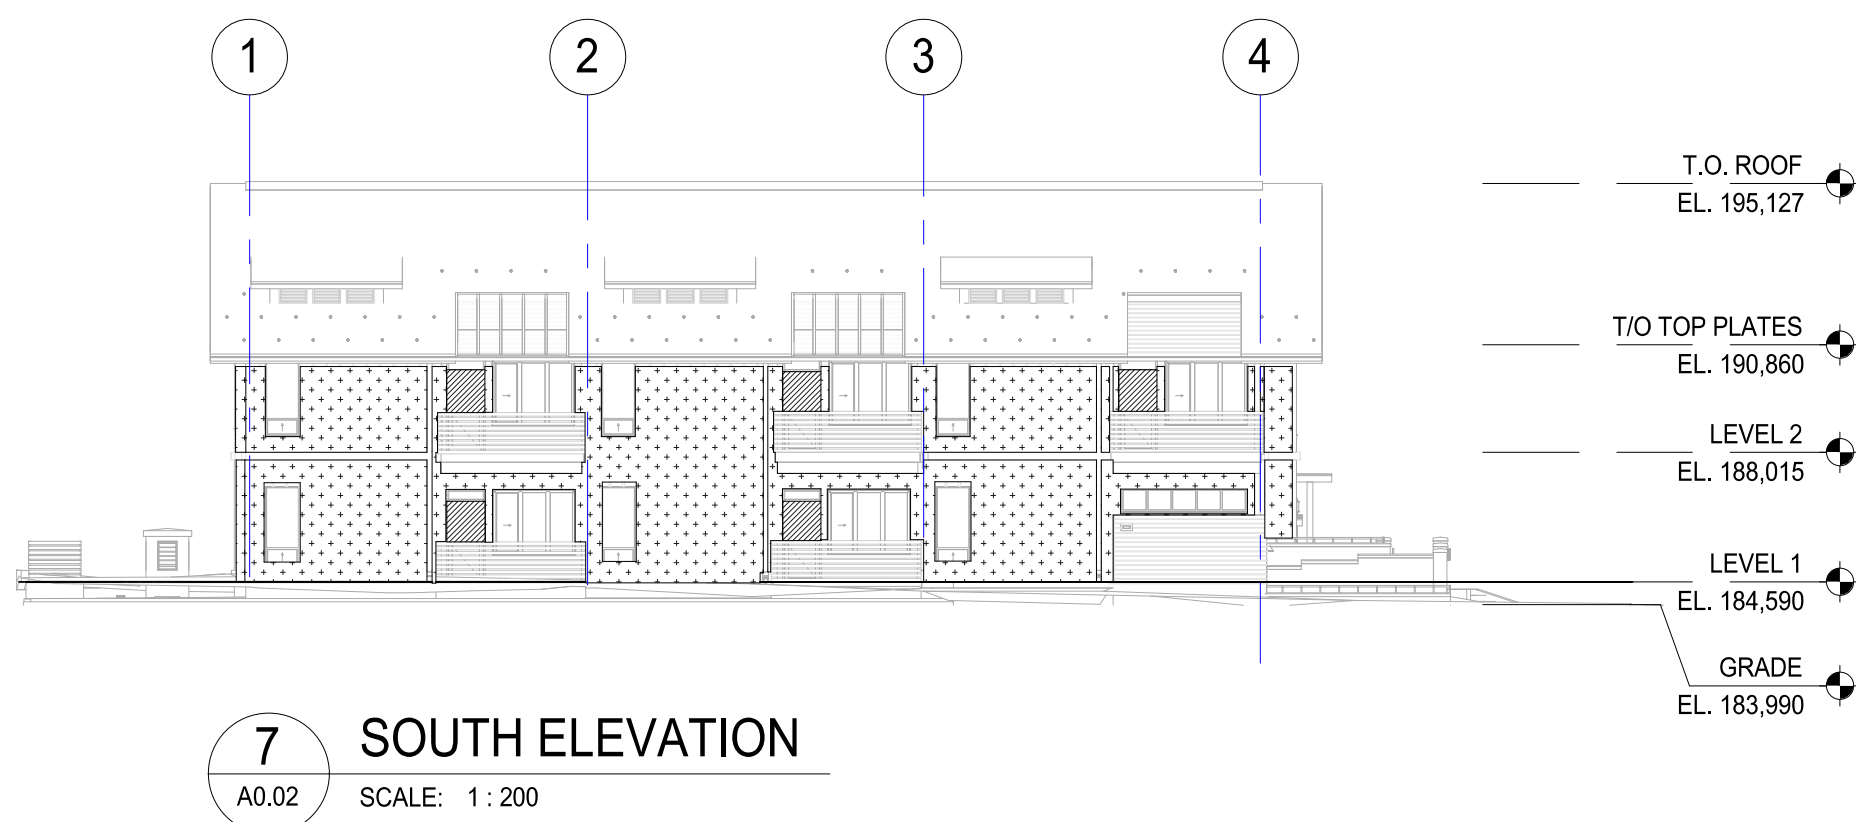 1 2 3 4
T.O. ROOF
EL. 195,127
T/O TOP PLATES
EL. 190,860
LEVEL 2
EL. 188,015
LEVEL 1
EL. 184,590
GRADE
EL. 183,990
7 SOUTH ELEVATION
A0.02 SCALE: 1 : 200